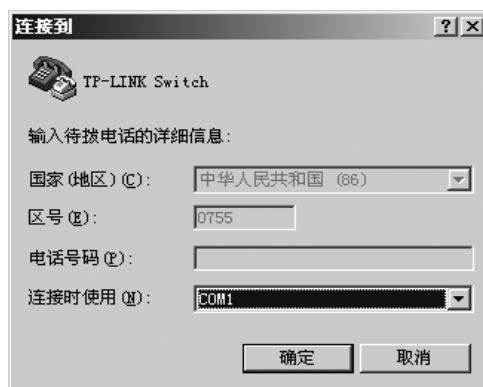 连接到
TP-LINK Switch
输入待拨电话的详细信息:
国家(地区)(C): 中华人民共和国 (86)
区号(E): 0755
电话号码(P):
连接时使用(N): COM1
确定 取消